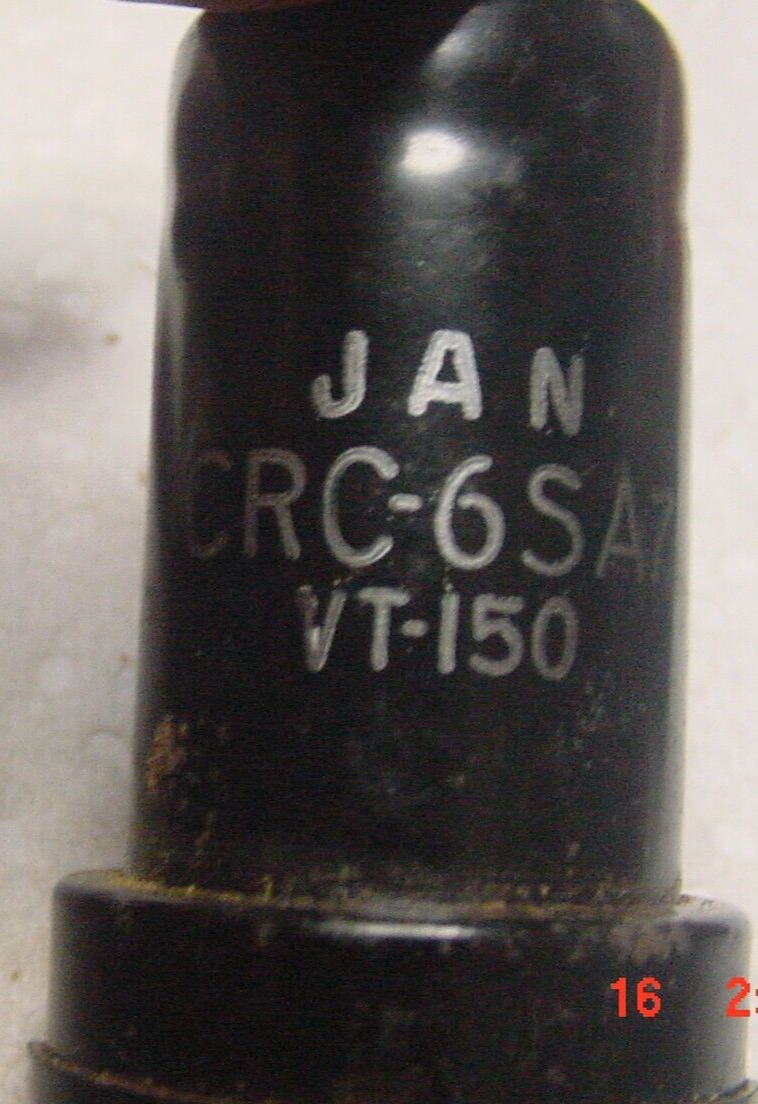 JAN
CRC-6SA7
VT-150
16 2: